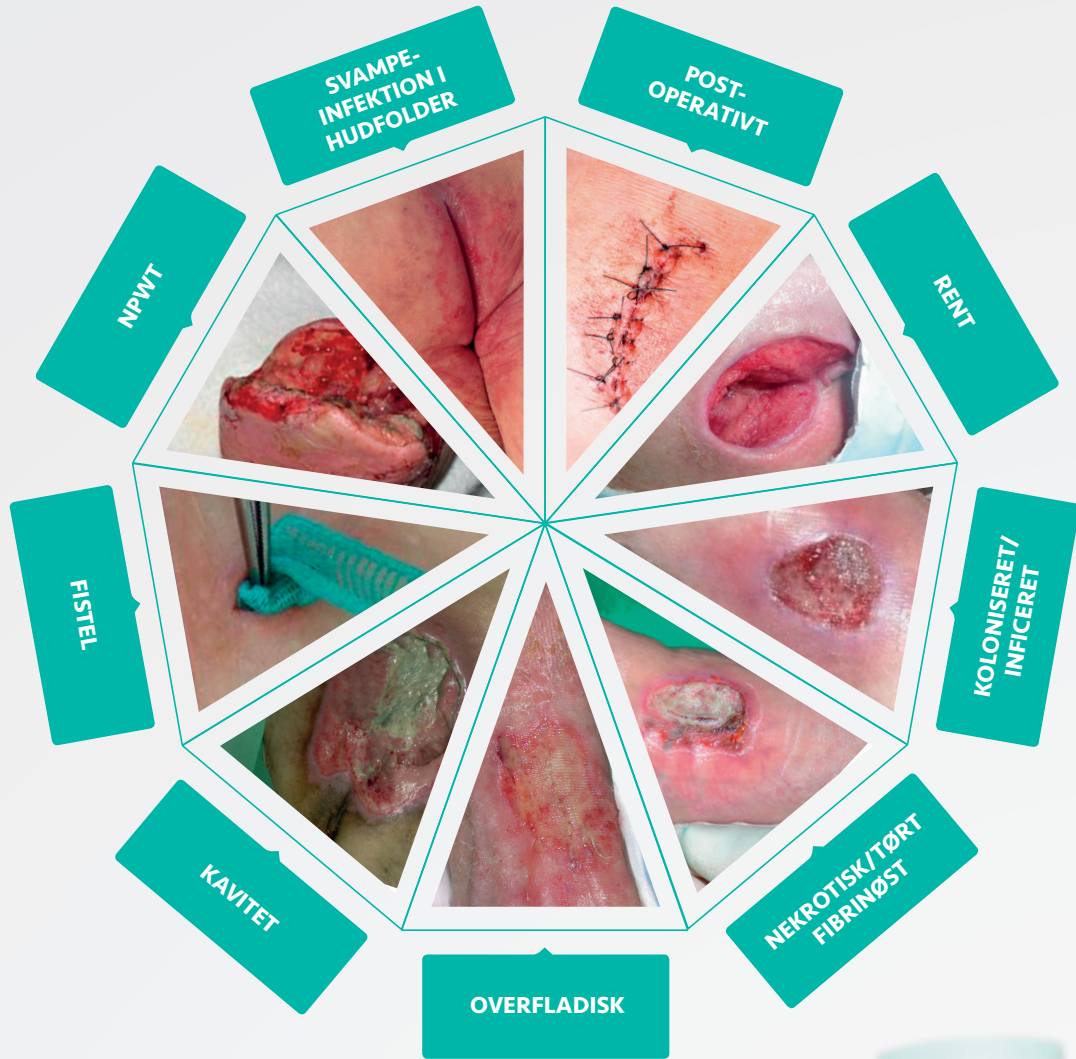 SVAMPE-
INFEKTION I
HUDFOLDER
POST-
OPERATIVT
RENT
KOLONISERET/
INFICERET
NEKROTISK/TØRT
FIBRINØST
OVERFLADISK
KAVITET
FISTEL
NPWT